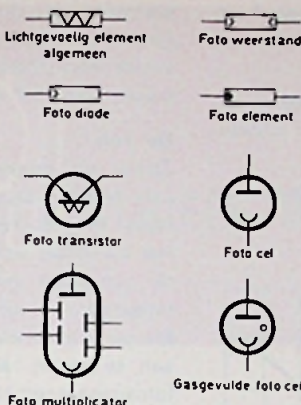 Lichtgevoelig element
algemeen
Foto weerstand
Foto diode
Foto element
Foto transistor
Foto cel
Foto multiplicator
Gasgevulde foto cel